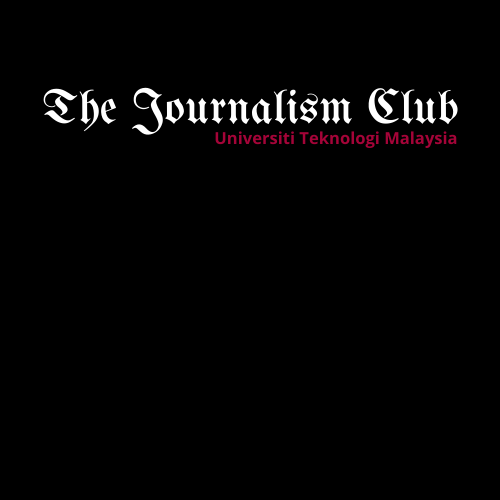 The Journalism Club
Universiti Teknologi Malaysia